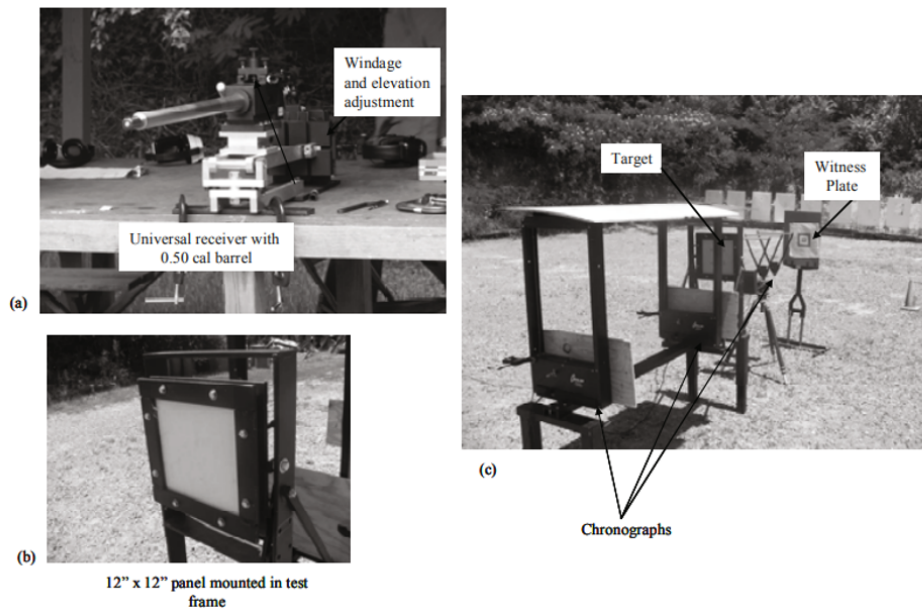 Windage
and elevation
adjustment
Universal receiver with
0.50 cal barrel
(a)
Target
Witness
Plate
(b)
12” x 12” panel mounted in test
frame
(c)
Chronographs